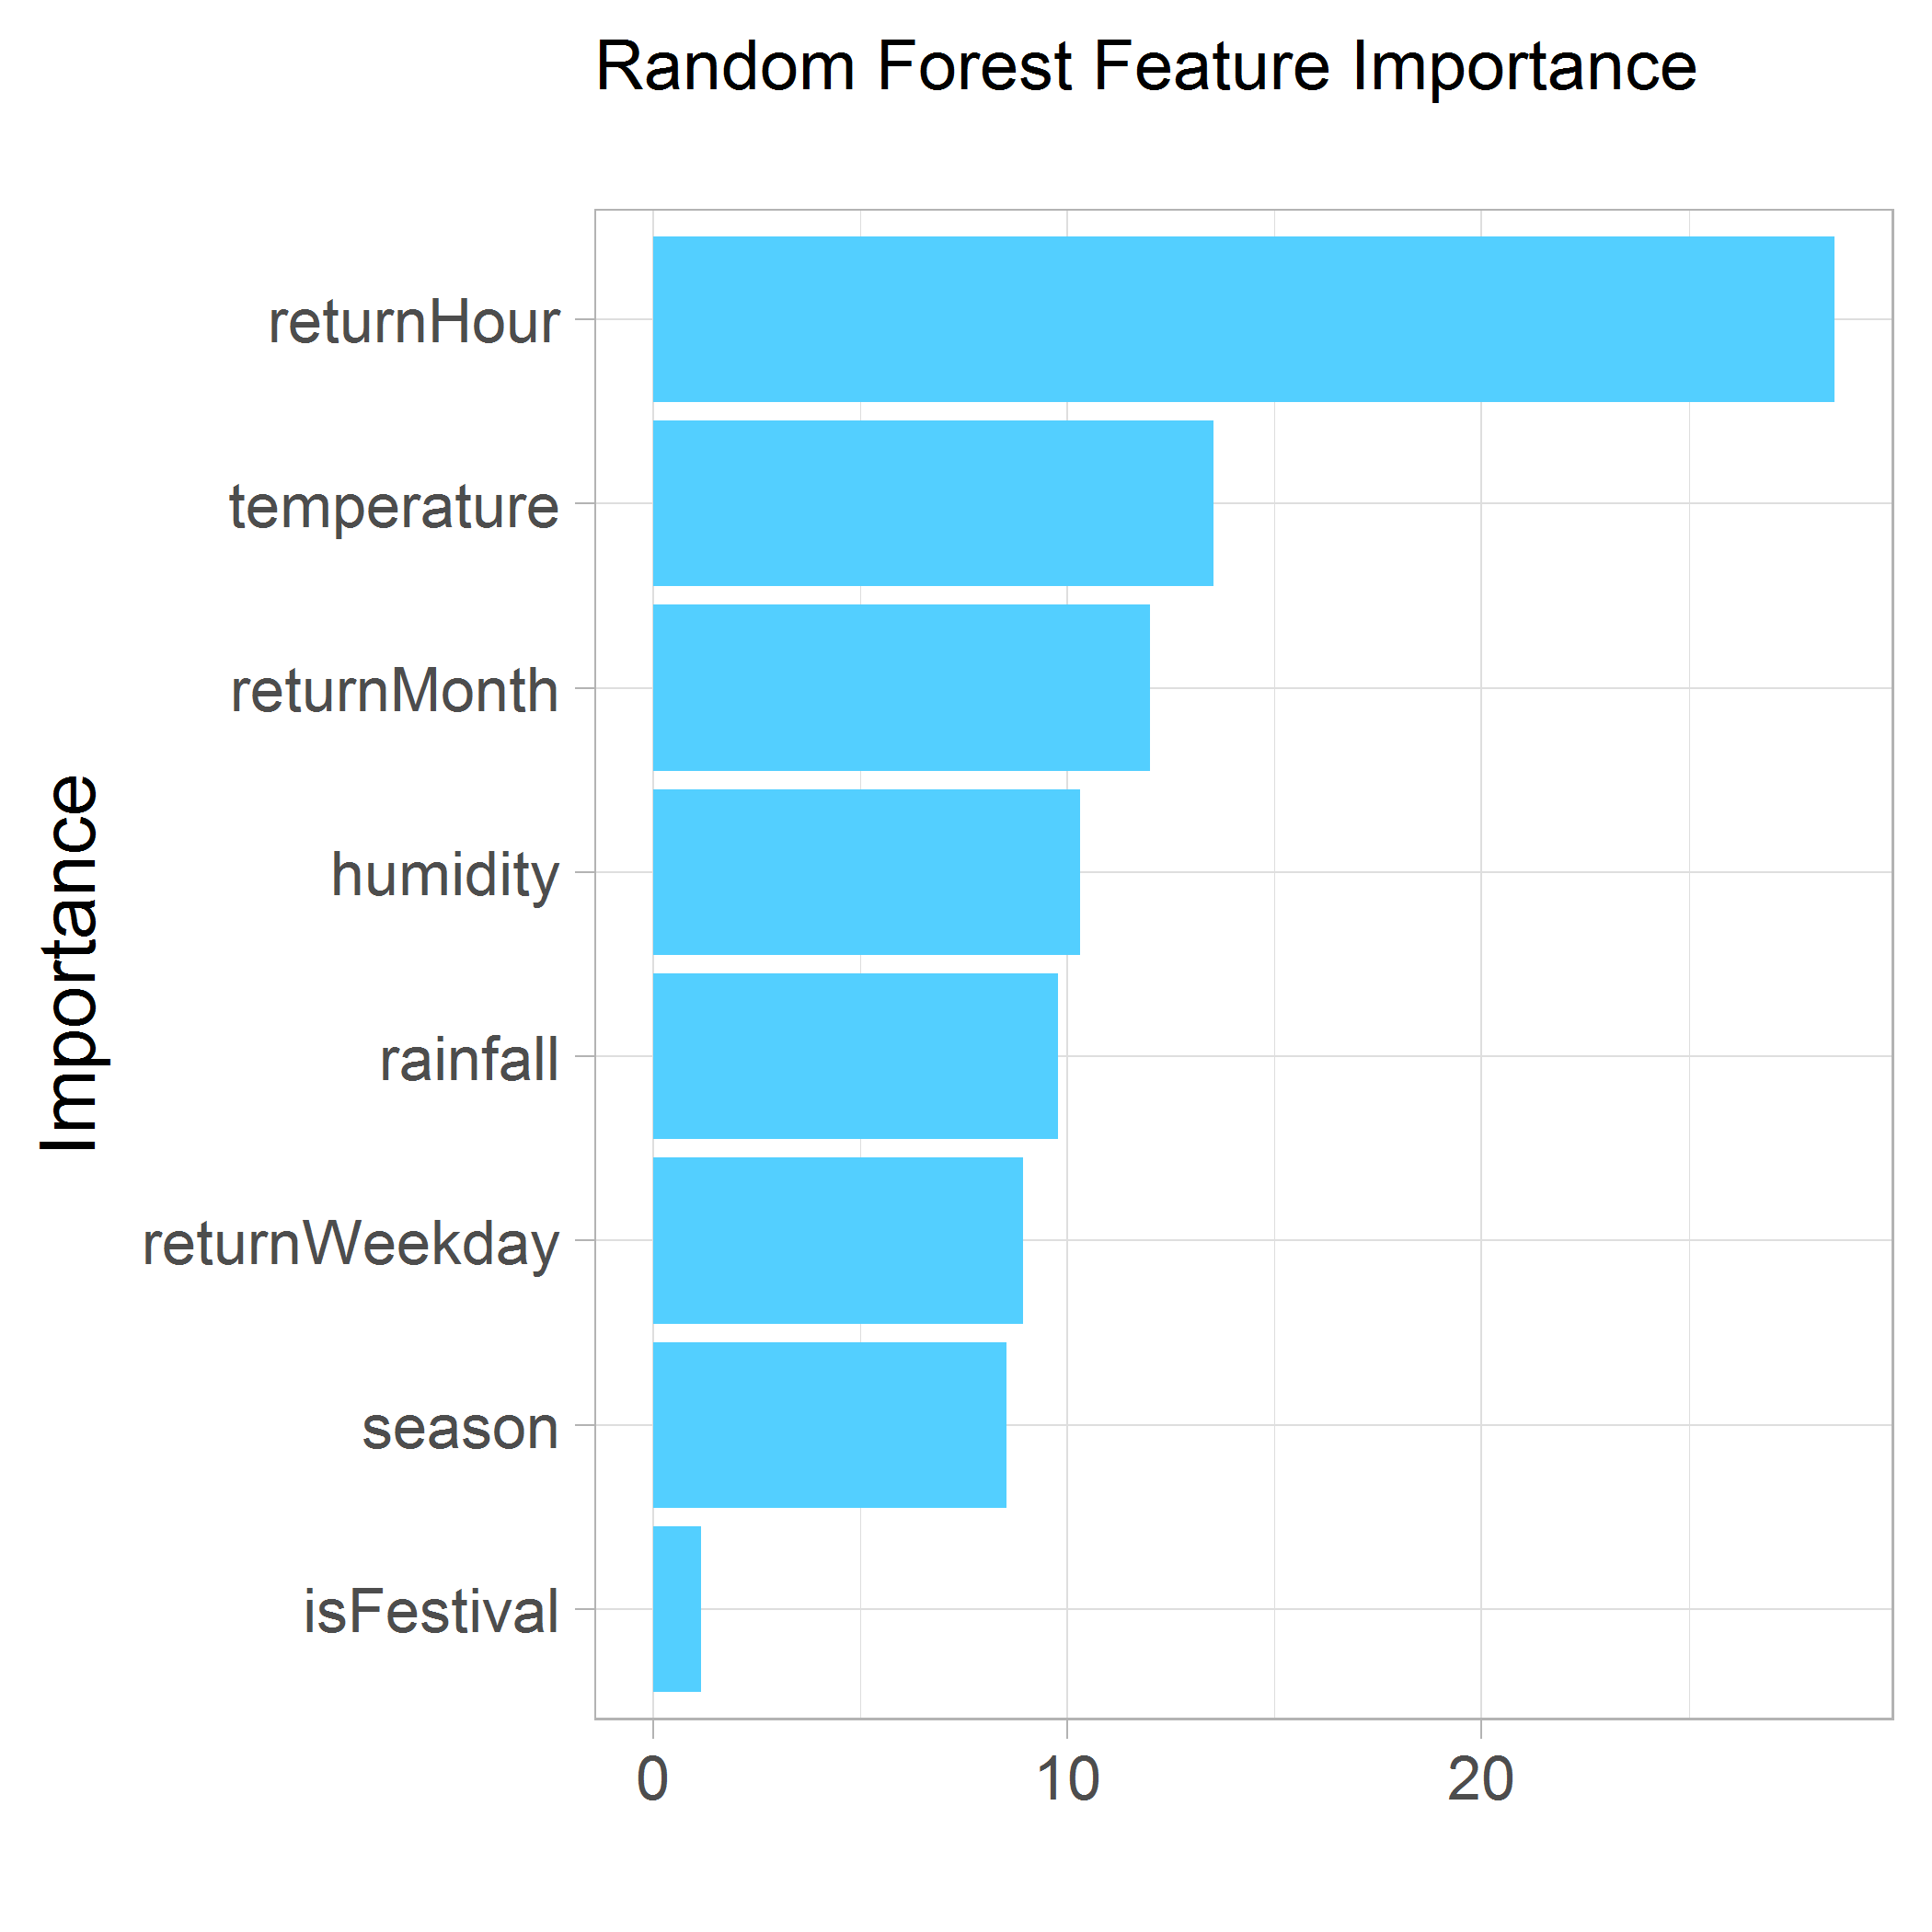 Random Forest Feature Importance
Importance
returnHour
temperature
returnMonth
humidity
rainfall
returnWeekday
season
isFestival
0 10 20